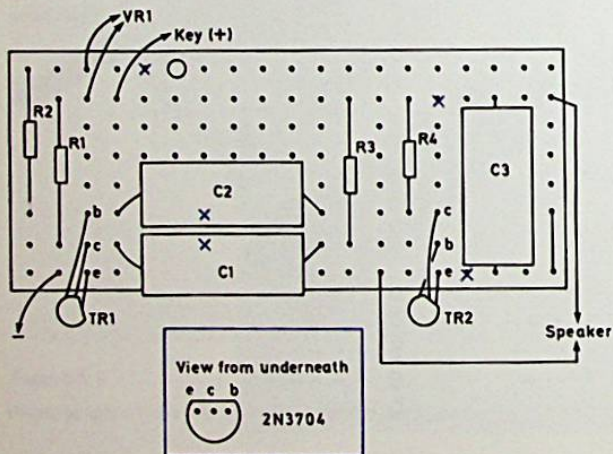 VR1
Key (+)
R2
R1
R3
R4
C3
C2
b
c
c
C1
b
e
e
TR1
TR2
–
Speaker
View from underneath
e c b
2N3704